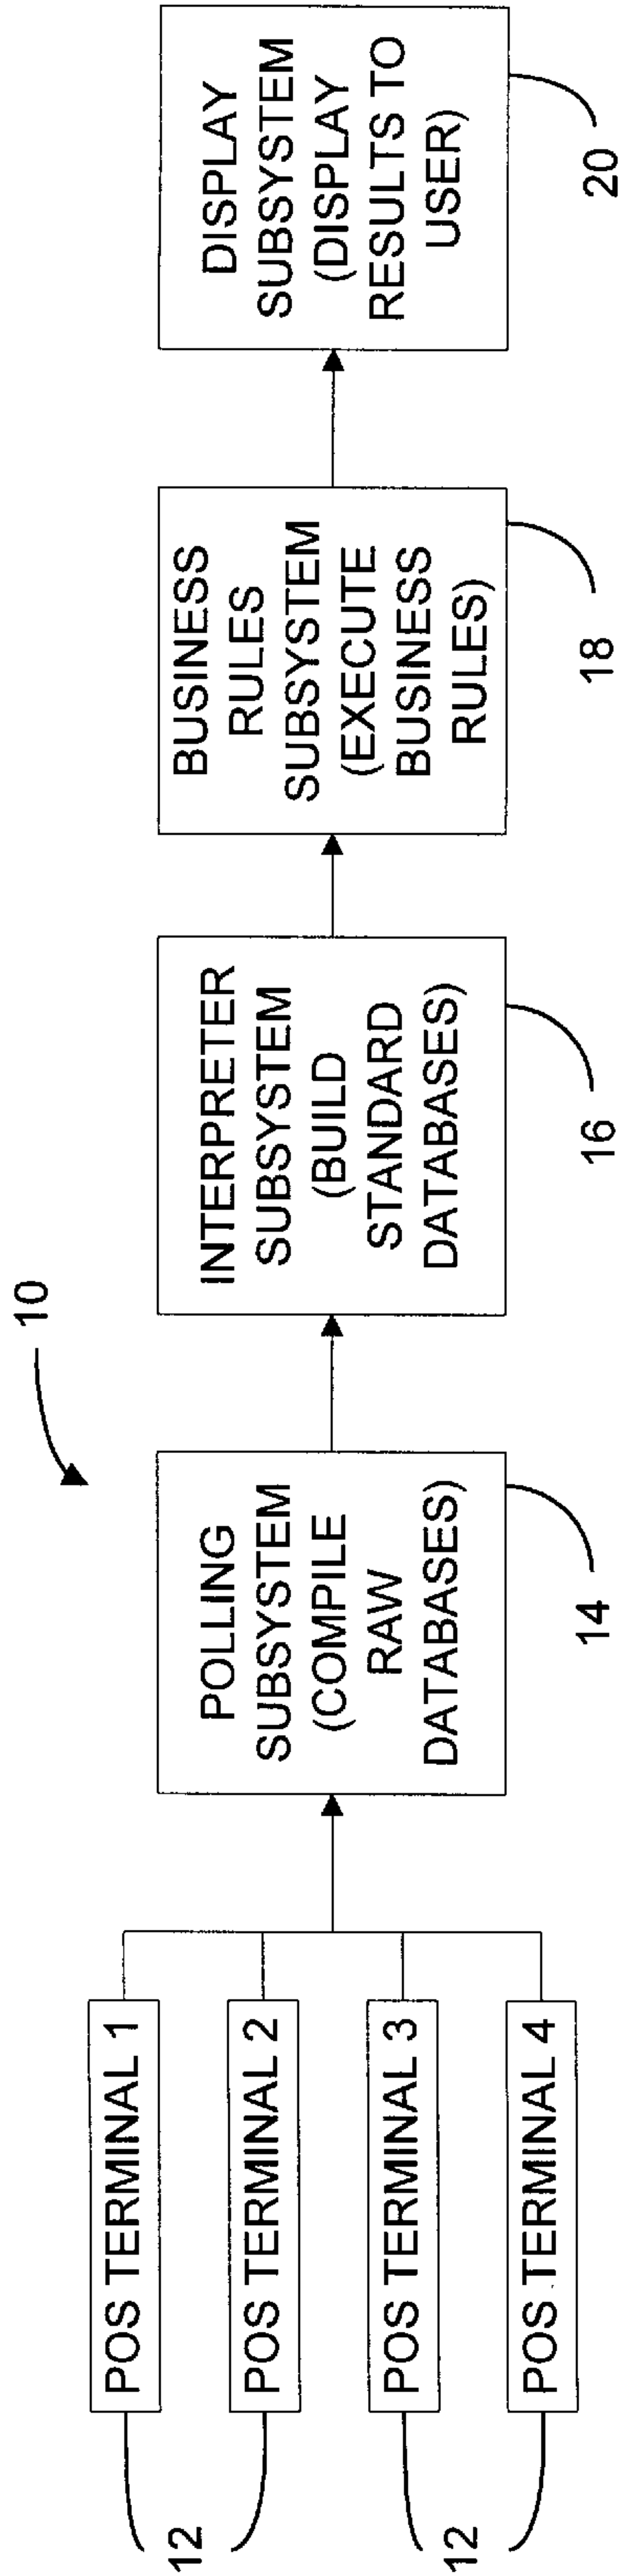 10
POS TERMINAL 1
POS TERMINAL 2
POS TERMINAL 3
POS TERMINAL 4
12
12
POLLING
SUBSYSTEM
(COMPILE
RAW
DATABASES)
14
INTERPRETER
SUBSYSTEM
(BUILD
STANDARD
DATABASES)
16
BUSINESS
RULES
SUBSYSTEM
(EXECUTE
BUSINESS
RULES)
18
DISPLAY
SUBSYSTEM
(DISPLAY
RESULTS TO
USER)
20